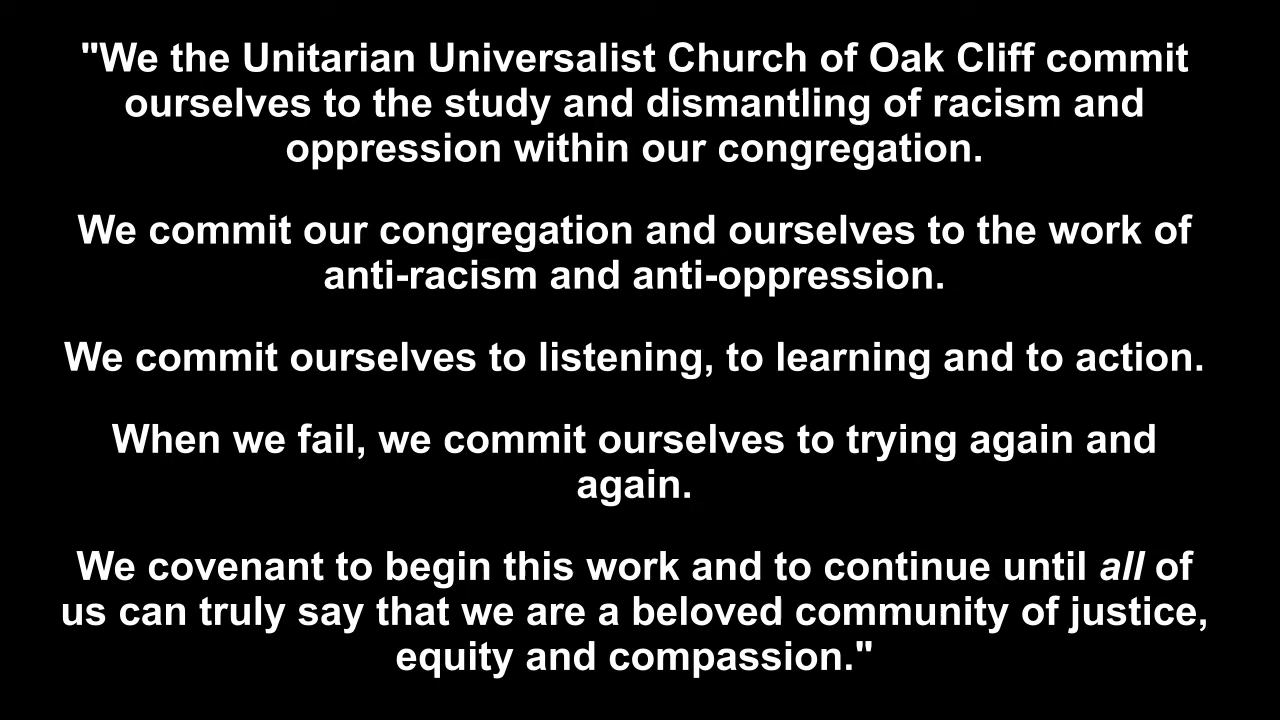 "We the Unitarian Universalist Church of Oak Cliff commit
ourselves to the study and dismantling of racism and
oppression within our congregation.
We commit our congregation and ourselves to the work of
anti-racism and anti-oppression.
We commit ourselves to listening, to learning and to action.
When we fail, we commit ourselves to trying again and
again.
We covenant to begin this work and to continue until all of
us can truly say that we are a beloved community of justice,
equity and compassion."